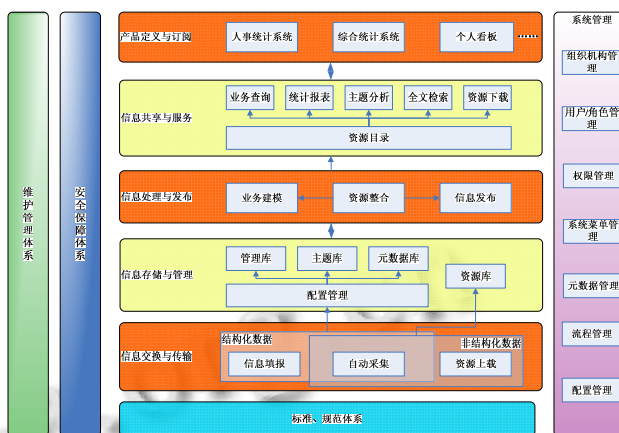 维护管理体系
安全保障体系
产品定义与订阅
人事统计系统
综合统计系统
个人看板
......
信息共享与服务
业务查询
统计报表
主题分析
全文检索
资源下载
资源目录
信息处理与发布
业务建模
资源整合
信息发布
信息存储与管理
管理库
主题库
元数据库
资源库
配置管理
信息交换与传输
结构化数据
非结构化数据
信息填报
自动采集
资源上载
标准、规范体系
系统管理
组织机构管
理
用户/角色管
理
权限管理
系统菜单管
理
元数据管理
流程管理
配置管理